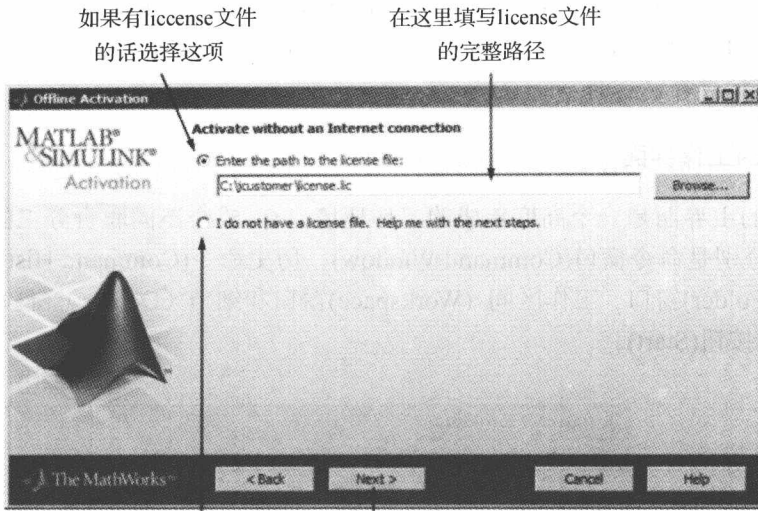 如果有liccense文件
的话选择这项
在这里填写license文件
的完整路径
Offline Activation
MATLAB®
&SIMULINK®
Activation
Activate without an Internet connection
Enter the path to the license file:
C:\jcustomer\license.lic
Browse...
I do not have a license file. Help me with the next steps.
The MathWorks™
< Back
Next >
Cancel
Help